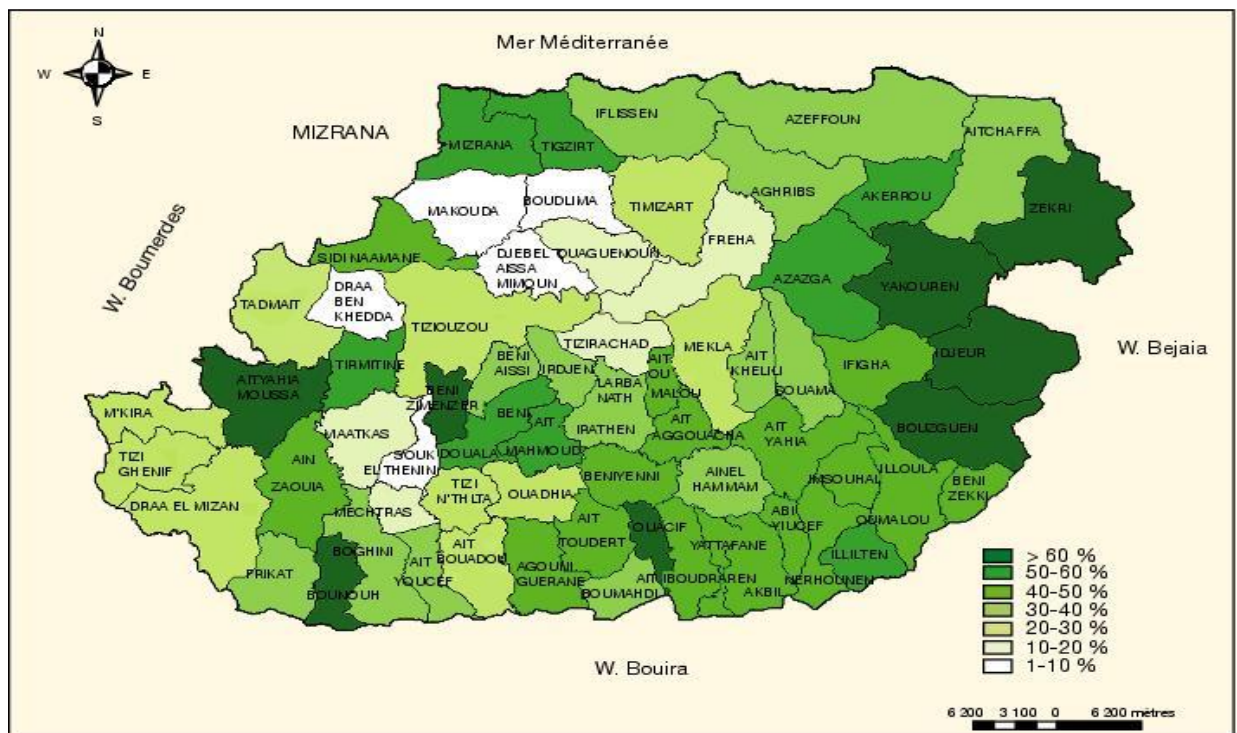 Mer Méditerranée
N
W
E
S
MIZRANA
W. Boumerdes
W. Bejaia
W. Bouira
IFLISSEN
AZEFFOUN
AITCHAFFA
MIZRANA
TIGZIRT
AGHRIBS
AKERROU
ZEKRI
MAKOUDA
BOUDLIMA
TIMIZART
FREHA
SIDI NAAMANE
DJEBEL
AISSA
MIMOUN
OUAGUENOUN
AZAZGA
YAKOUREN
TADMAIT
DRAA
BEN
KHEDDA
TIZIOUZOU
TIZIRACHAD
MEKLA
AIT
KHELILI
SOUAMA
IFIGHA
IDJEUR
TIRMITINE
BENI
AISSI
IRDJEN
LARBA
NATH
IRATHEN
AIT
OU
MALOU
AIT
AGGOUACHA
AIT
YAHIA
BOUZGUEN
AITYAHIA
MOUSSA
BENI
ZIMENZER
BENI
DOUALA
AIT
MAHMOUD
M'KIRA
MAATKAS
SOUK
EL THENIN
TIZI
GHENIF
AIN
ZAOUIA
DRAA EL MIZAN
MECHTRAS
TIZI
N'THLTA
OUADHIA
BENIYENNI
AINEL
HAMMAM
IMSOUHAL
ILLOULA
OUMALOU
BENI
ZEKKI
FRIKAT
BOUNOUH
BOGHINI
AIT
YOUCEF
AIT
BOUADOU
AGOUNI
GUERANE
AIT
TOUDERT
OUACIF
YATTAFANE
ABI
YIUCEF
ILLILTEN
AIT
BOUMAHDI
IBOUDRAREN
AKBIL
NERHOUNEN
> 60 %
50-60 %
40-50 %
30-40 %
20-30 %
10-20 %
1-10 %
6 200 3 100 0 6 200 mètres